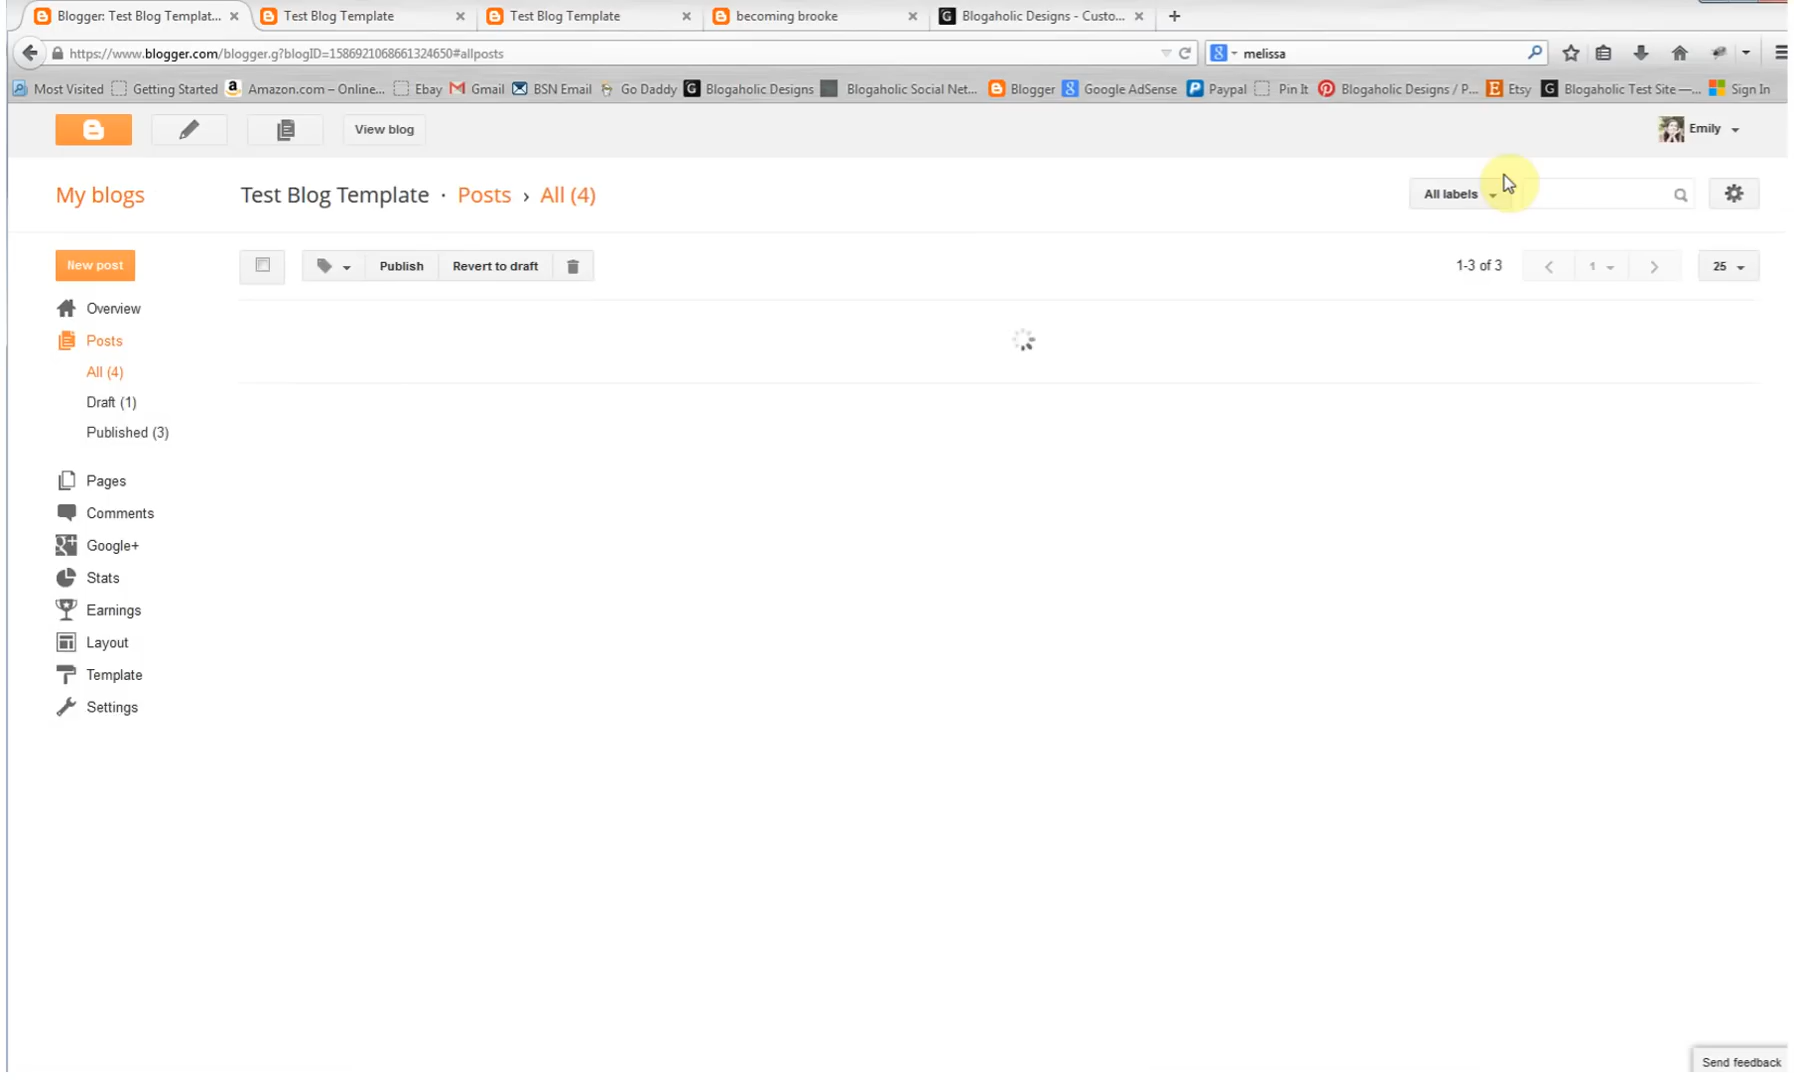 Blogger: Test Blog Templat... Test Blog Template Test Blog Template becoming brooke Blogaholic Designs - Custo...
https://www.blogger.com/blogger.g?blogID=1586921068661324650#allposts melissa
Most Visited Getting Started Amazon.com – Online... Ebay Gmail BSN Email Go Daddy Blogaholic Designs Blogaholic Social Net... Blogger Google AdSense Paypal Pin It Blogaholic Designs / P... Etsy Blogaholic Test Site —... Sign In
View blog Emily
My blogs Test Blog Template · Posts › All (4) All labels
New post Publish Revert to draft 1-3 of 3 1 25
Overview
Posts
All (4)
Draft (1)
Published (3)
Pages
Comments
Google+
Stats
Earnings
Layout
Template
Settings
Send feedback